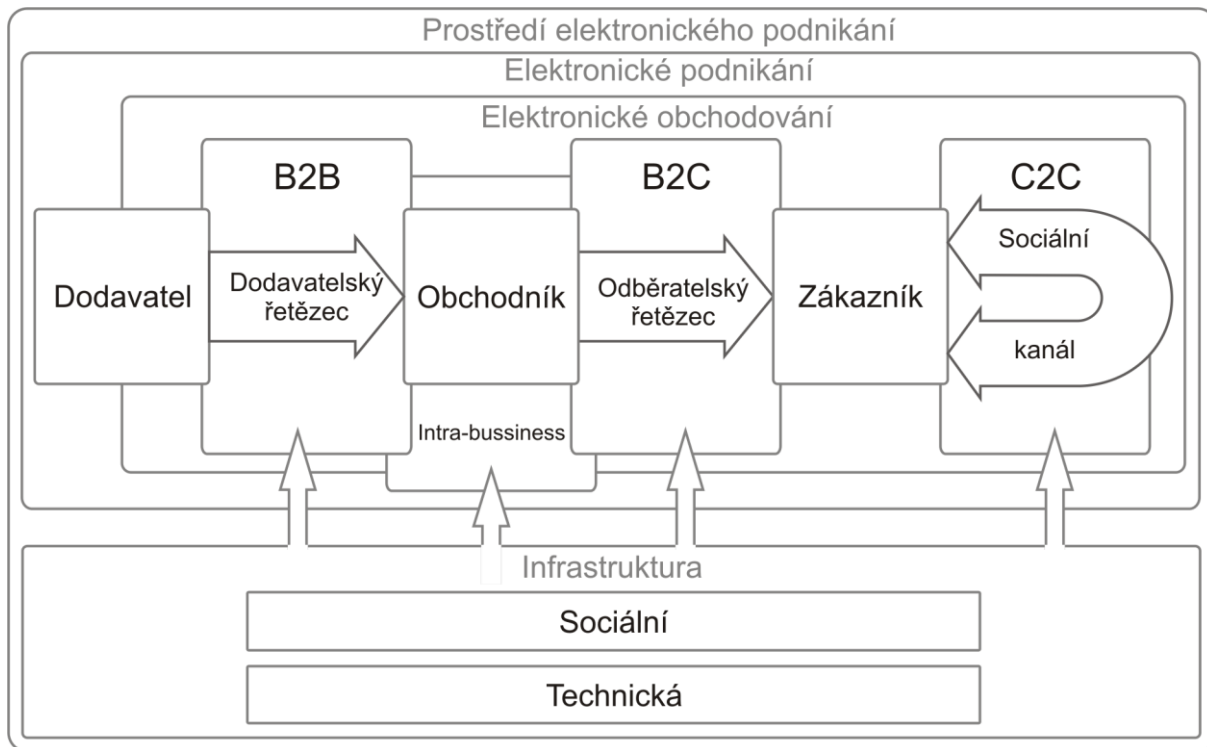 Prostředí elektronického podnikání
Elektronické podnikání
Elektronické obchodování
B2B
B2C
C2C
Dodavatel
Dodavatelský
řetězec
Obchodník
Odběratelský
řetězec
Zákazník
Sociální
kanál
Intra-bussiness
Infrastruktura
Sociální
Technická